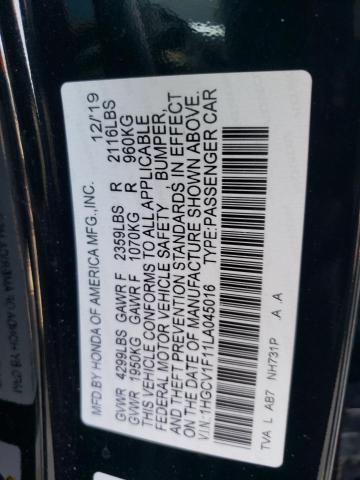 MFD.BY HONDA OF AMERICA MFG.,INC. 12/'19
GVWR 4299LBS GAWR F 2359LBS R 2116LBS
GVWR 1950KG GAWR F 1070KG R 960KG
THIS VEHICLE CONFORMS TO ALL APPLICABLE
FEDERAL MOTOR VEHICLE SAFETY BUMPER,
AND THEFT PREVENTION STANDARDS IN EFFECT
ON THE DATE OF MANUFACTURE SHOWN ABOVE.
V.I.N.:1HGCV1F11LA045016 TYPE:PASSENGER CAR
TVA L AB7 NH731P A .A